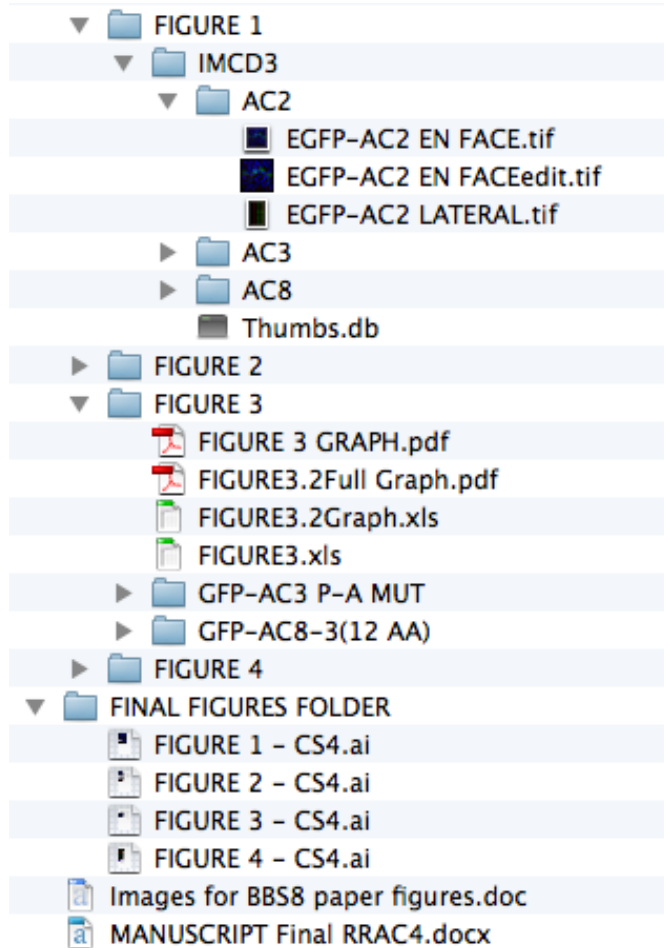 FIGURE 1
IMCD3
AC2
EGFP-AC2 EN FACE.tif
EGFP-AC2 EN FACEedit.tif
EGFP-AC2 LATERAL.tif
AC3
AC8
Thumbs.db
FIGURE 2
FIGURE 3
FIGURE 3 GRAPH.pdf
FIGURE3.2Full Graph.pdf
FIGURE3.2Graph.xls
FIGURE3.xls
GFP-AC3 P-A MUT
GFP-AC8-3(12 AA)
FIGURE 4
FINAL FIGURES FOLDER
FIGURE 1 - CS4.ai
FIGURE 2 - CS4.ai
FIGURE 3 - CS4.ai
FIGURE 4 - CS4.ai
Images for BBS8 paper figures.doc
MANUSCRIPT Final RRAC4.docx